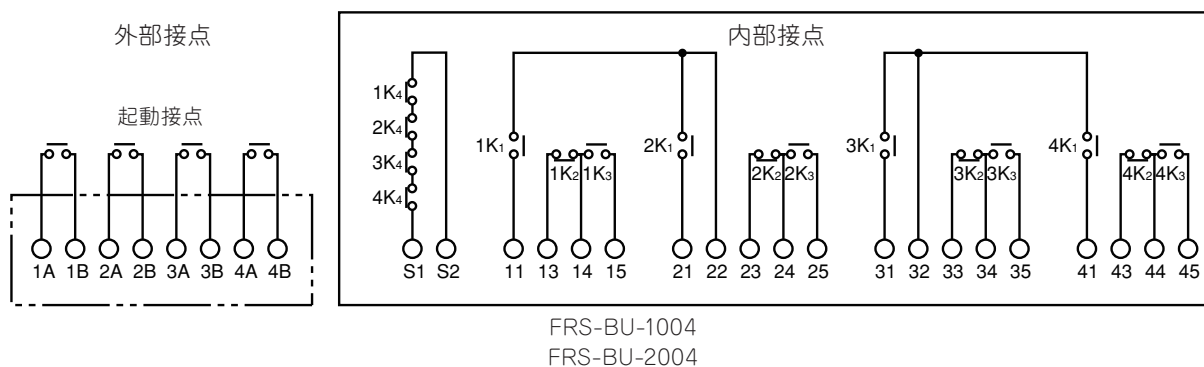 外部接点
内部接点
起動接点
1K4
2K4
3K4
4K4
1K1
1K2 1K3
2K1
2K2 2K3
3K1
3K2 3K3
4K1
4K2 4K3
1A 1B 2A 2B 3A 3B 4A 4B
S1 S2 11 13 14 15 21 22 23 24 25 31 32 33 34 35 41 43 44 45
FRS-BU-1004
FRS-BU-2004